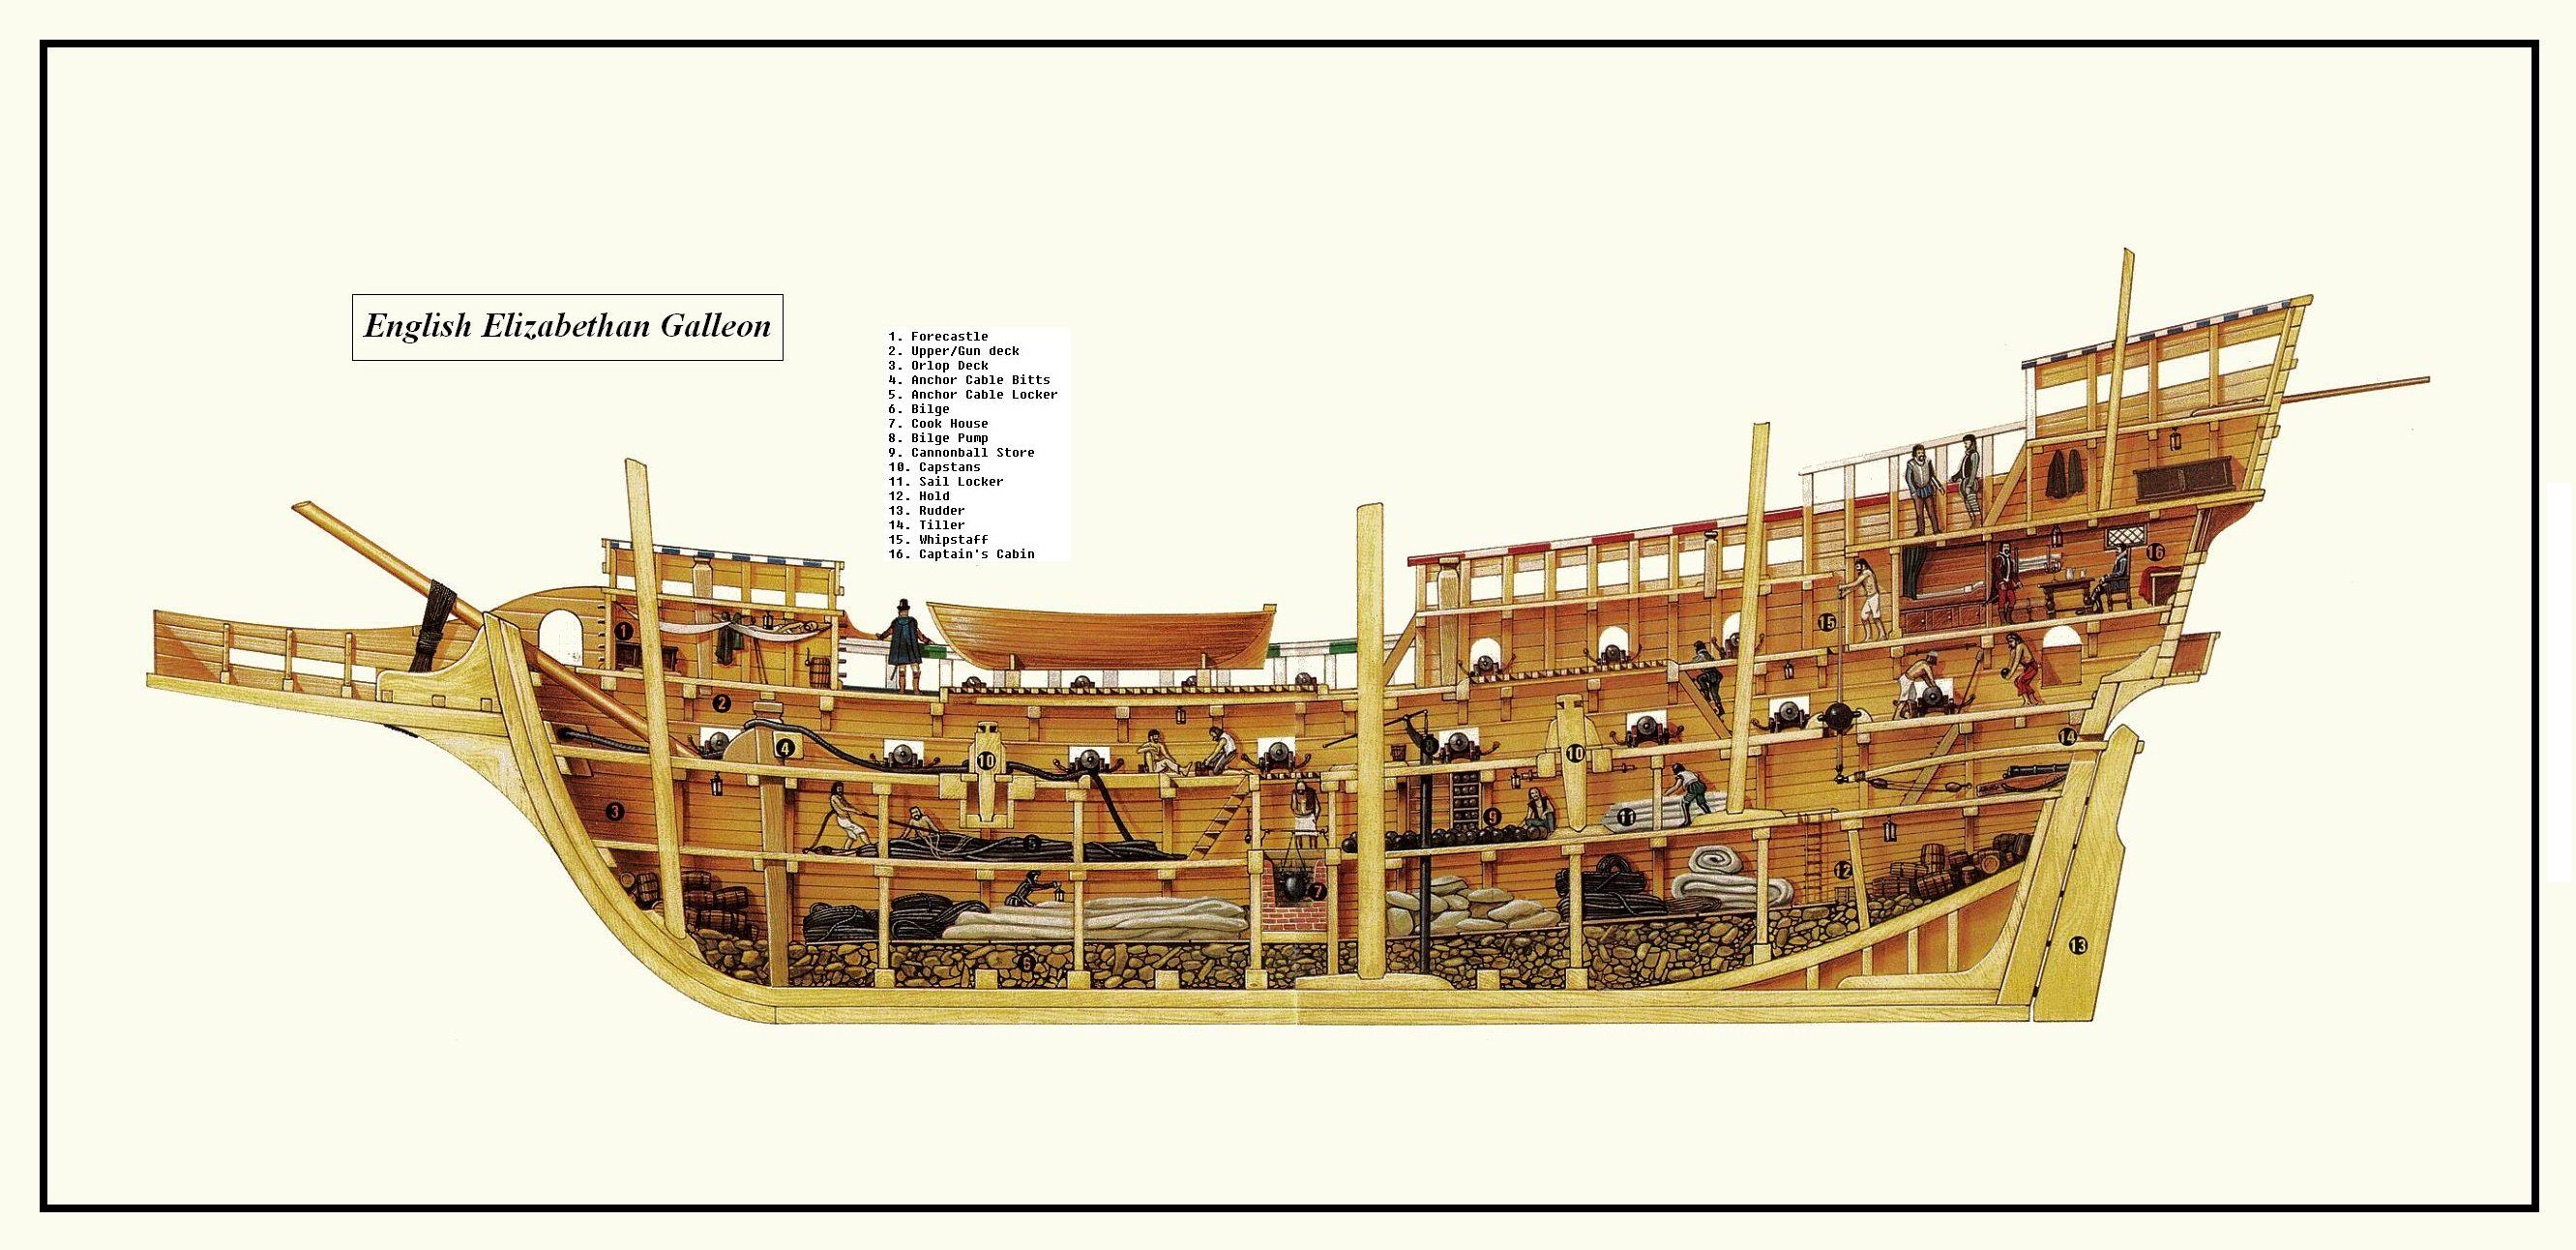 English Elizabethan Galleon
1. Forecastle
2. Upper/Gun deck
3. Orlop Deck
4. Anchor Cable Bitts
5. Anchor Cable Locker
6. Bilge
7. Cook House
8. Bilge Pump
9. Cannonball Store
10. Capstans
11. Sail Locker
12. Hold
13. Rudder
14. Tiller
15. Whipstaff
16. Captain's Cabin
16
1
15
2
14
4
10
8
10
3
9
11
5
12
7
13
6